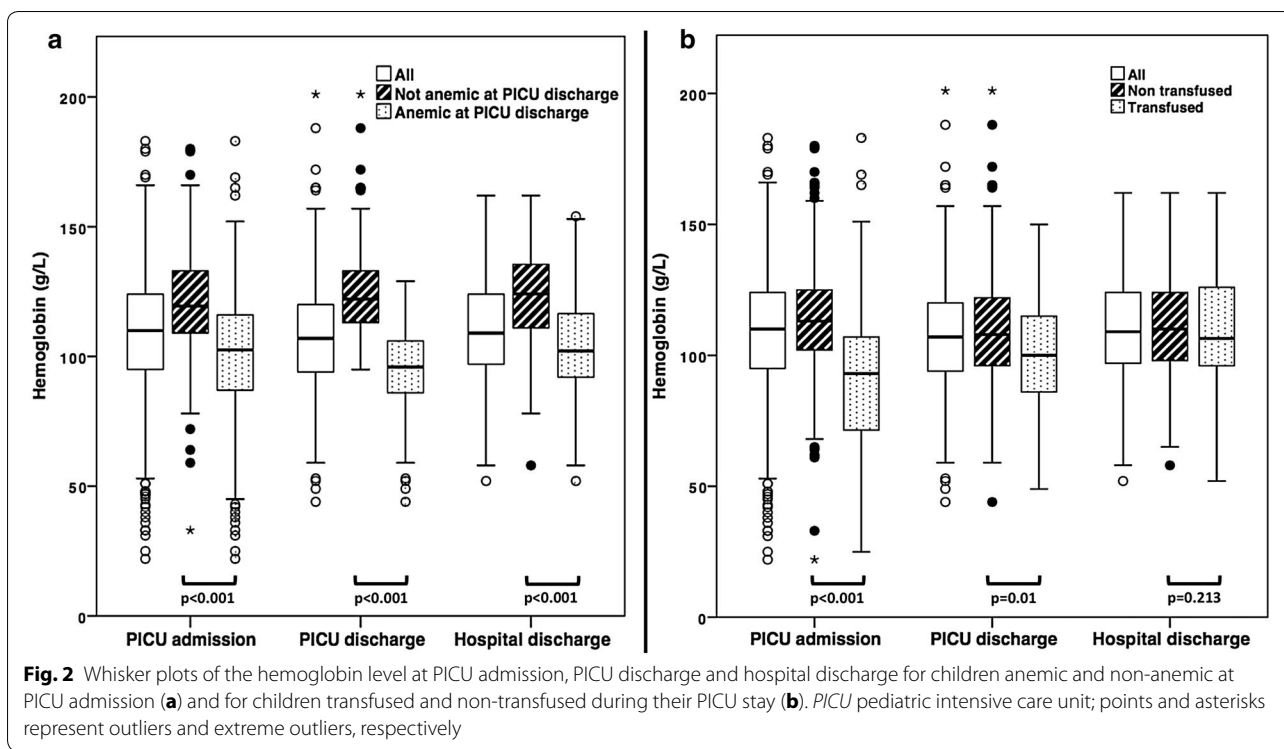 a
All
Not anemic at PICU discharge
Anemic at PICU discharge
Hemoglobin (g/L)
200
150
100
50
0
p<0.001
p<0.001
p<0.001
PICU admission
PICU discharge
Hospital discharge
b
All
Non transfused
Transfused
Hemoglobin (g/L)
200
150
100
50
0
p<0.001
p=0.01
p=0.213
PICU admission
PICU discharge
Hospital discharge
Fig. 2 Whisker plots of the hemoglobin level at PICU admission, PICU discharge and hospital discharge for children anemic and non-anemic at
PICU admission (a) and for children transfused and non-transfused during their PICU stay (b). PICU pediatric intensive care unit; points and asterisks
represent outliers and extreme outliers, respectively